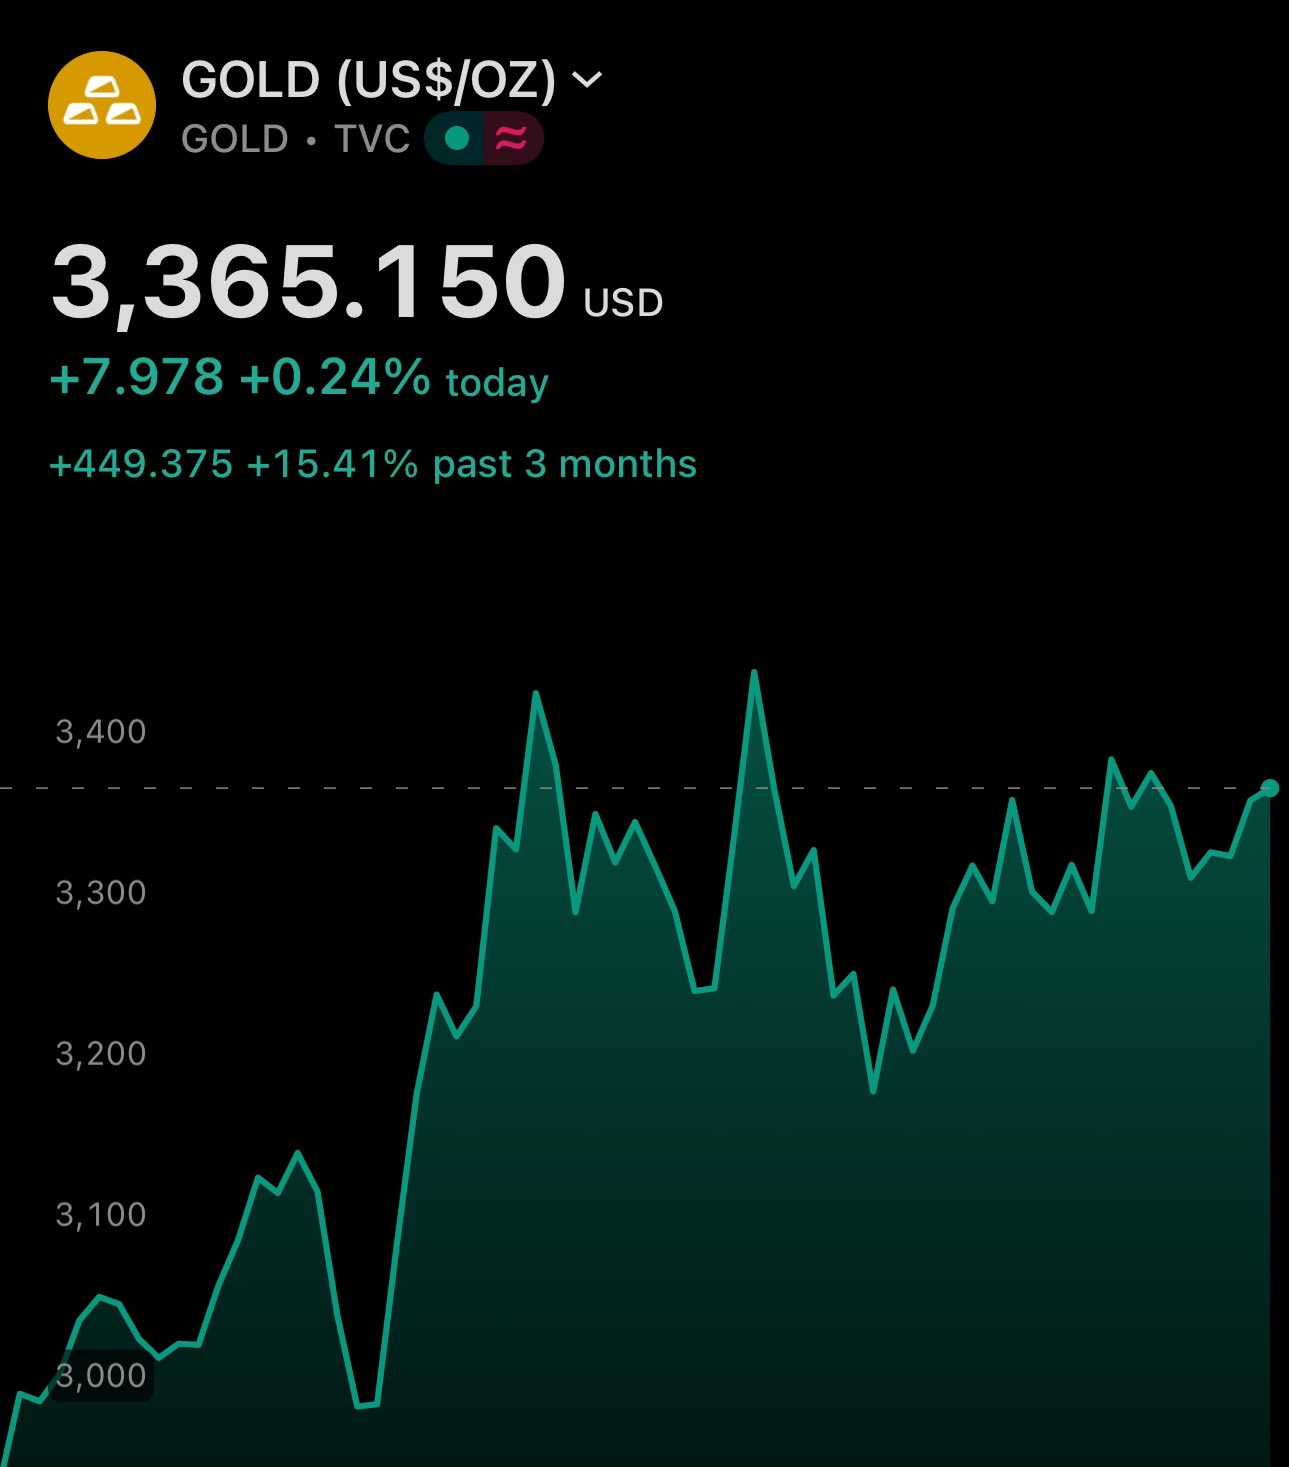 GOLD (US$/OZ)
GOLD • TVC
3,365.150 USD
+7.978 +0.24% today
+449.375 +15.41% past 3 months
3,400
3,300
3,200
3,100
3,000